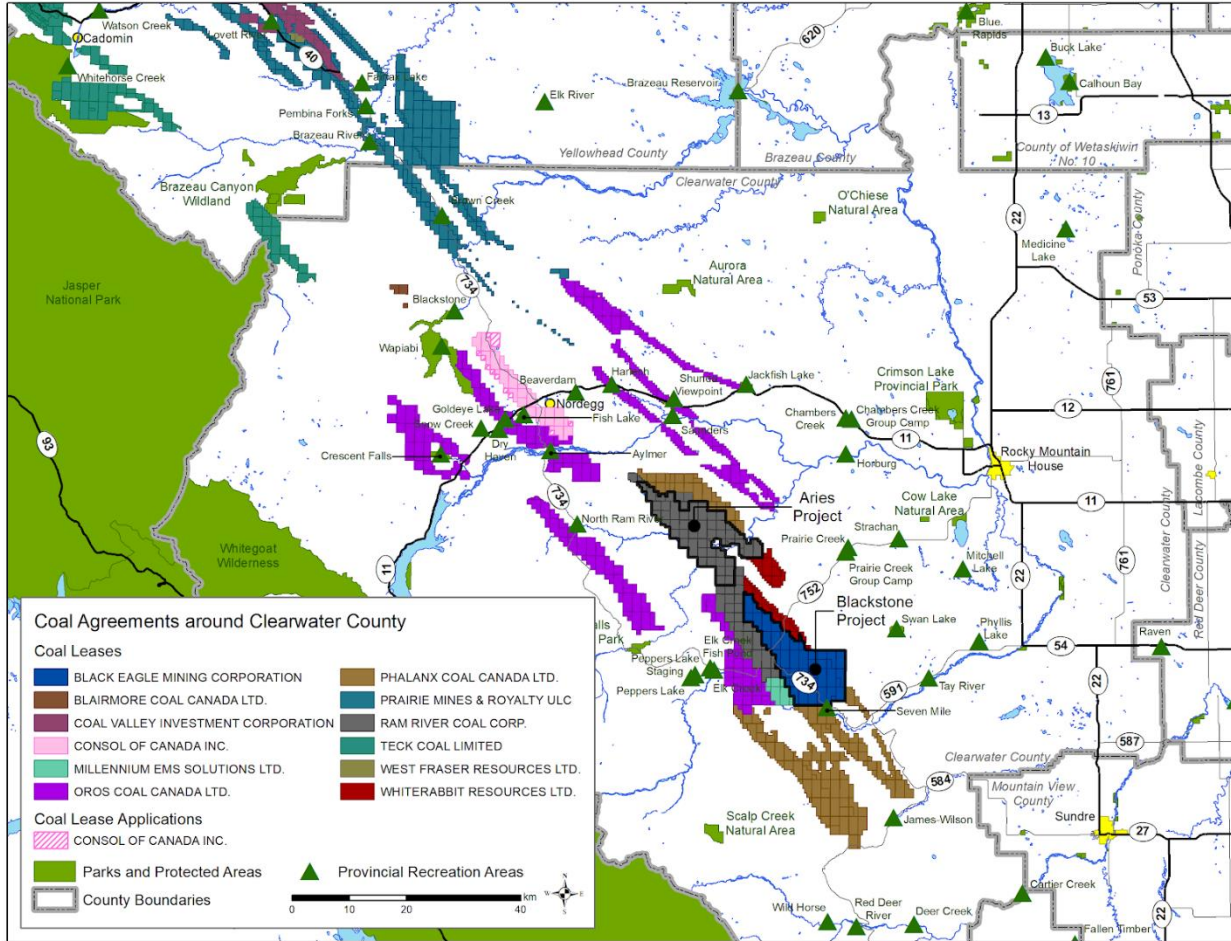 Watson Creek
Cadomin
Lovett River
40
Whitehorse Creek
Fairfax Lake
Pembina Forks
Brazeau River
Elk River
620
Brazeau Reservoir
Blue
Rapids
Buck Lake
Calhoun Bay
13
County of Wetaskiwin
No. 10
Yellowhead County
Brazeau County
Clearwater County
Brazeau Canyon
Wildland
Brown Creek
O'Chiese
Natural Area
22
Medicine
Lake
Ponoka County
Aurora
Natural Area
53
Jasper
National Park
734
Blackstone
Wapiabi
Beaverdam
Harlech
Shunda
Viewpoint
Jackfish Lake
Crimson Lake
Provincial Park
761
12
Nordegg
Goldeye Lake
Snow Creek
Dry
Haven
Fish Lake
Saunders
Chambers
Creek
Chambers Creek
Group Camp
11
93
Crescent Falls
Aylmer
Horburg
Rocky Mountain
House
Lacombe County
11
734
Aries
Project
Cow Lake
Natural Area
North Ram River
Strachan
Prairie Creek
Prairie Creek
Group Camp
Mitchell
Lake
22
761
Clearwater County
Red Deer County
Whitegoat
Wilderness
11
752
Blackstone
Project
Swan Lake
Phyllis
Lake
54
Raven
alls
Park
Elk Creek
Fish Pond
Peppers Lake
Staging
Peppers Lake
Elk Creek
734
591
Tay River
22
Seven Mile
587
Clearwater County
Mountain View
County
584
Sundre
27
Scalp Creek
Natural Area
James-Wilson
Cartier Creek
22
Wild Horse
Red Deer
River
Deer Creek
Fallen Timber
Coal Agreements around Clearwater County
Coal Leases
BLACK EAGLE MINING CORPORATION
BLAIRMORE COAL CANADA LTD.
COAL VALLEY INVESTMENT CORPORATION
CONSOL OF CANADA INC.
MILLENNIUM EMS SOLUTIONS LTD.
OROS COAL CANADA LTD.
PHALANX COAL CANADA LTD.
PRAIRIE MINES & ROYALTY ULC
RAM RIVER COAL CORP.
TECK COAL LIMITED
WEST FRASER RESOURCES LTD.
WHITERABBIT RESOURCES LTD.
Coal Lease Applications
CONSOL OF CANADA INC.
Parks and Protected Areas
Provincial Recreation Areas
County Boundaries
km
0 20 40
N
W E
S